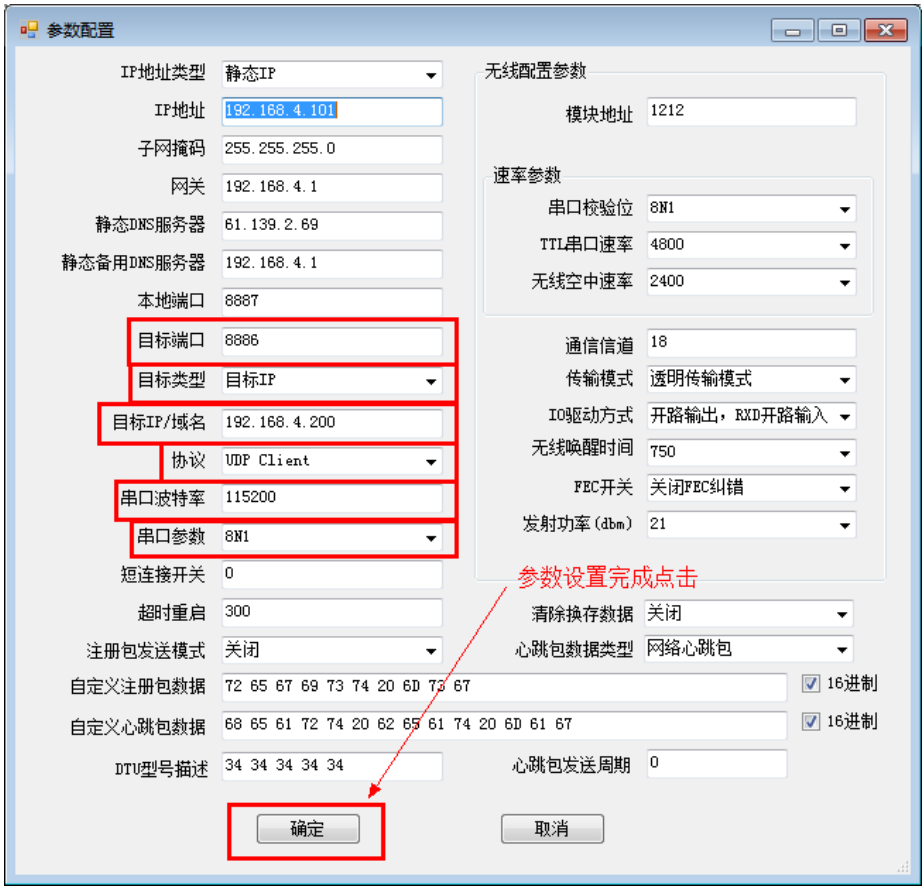 参数配置
IP地址类型 静态IP
IP地址 192.168.4.101
子网掩码 255.255.255.0
网关 192.168.4.1
静态DNS服务器 61.139.2.69
静态备用DNS服务器 192.168.4.1
本地端口 8887
目标端口 8886
目标类型 目标IP
目标IP/域名 192.168.4.200
协议 UDP Client
串口波特率 115200
串口参数 8N1
短连接开关 0
超时重启 300
注册包发送模式 关闭
无线配置参数
模块地址 1212
速率参数
串口校验位 8N1
TTL串口速率 4800
无线空中速率 2400
通信信道 18
传输模式 透明传输模式
IO驱动方式 开路输出，RXD开路输入
无线唤醒时间 750
FEC开关 关闭FEC纠错
发射功率(dbm) 21
参数设置完成点击
清除换存数据 关闭
心跳包数据类型 网络心跳包
自定义注册包数据 72 65 67 69 73 74 20 6D 73 67 16进制
自定义心跳包数据 68 65 61 72 74 20 62 65 61 74 20 6D 61 67 16进制
DTU型号描述 34 34 34 34 34 心跳包发送周期 0
确定 取消